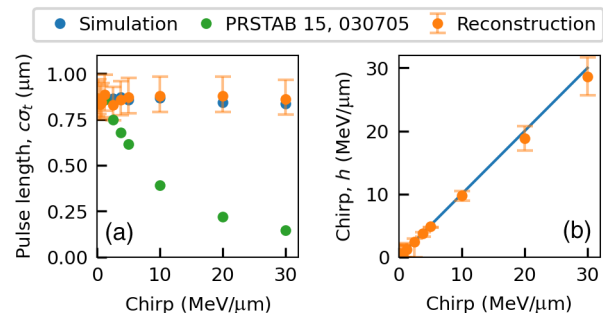 Simulation PRSTAB 15, 030705 Reconstruction
Pulse length, cσt (μm)
1.00
0.75
0.50
0.25
0.00
(a)
0 10 20 30
Chirp (MeV/μm)
Chirp, h (MeV/μm)
30
20
10
0
(b)
0 10 20 30
Chirp (MeV/μm)